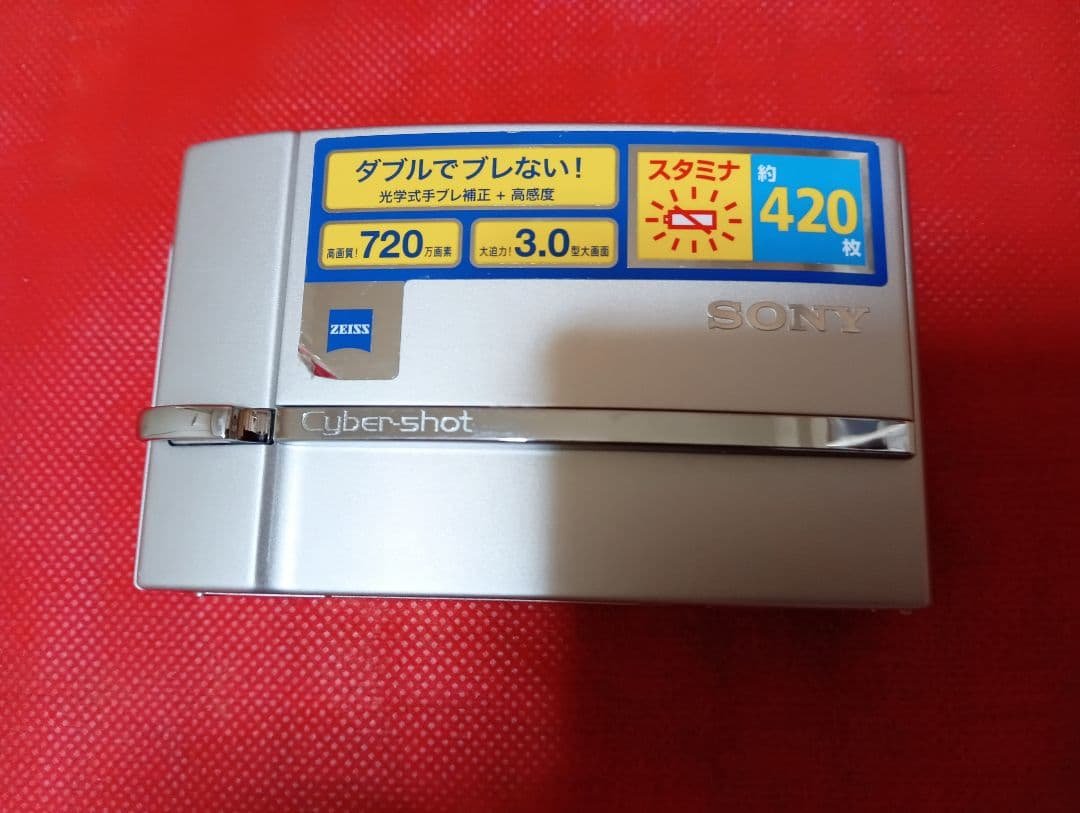 ダブルでブレない!
光学式手ブレ補正 + 高感度
高画質! 720 万画素
大迫力! 3.0 型大画面
スタミナ
約
420
枚
ZEISS
SONY
Cyber-shot